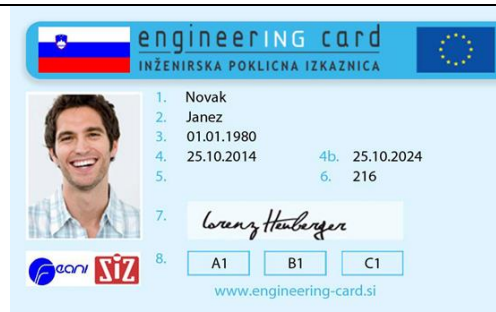 engineerING card
INŽENIRSKA POKLICNA IZKAZNICA
1. Novak
2. Janez
3. 01.01.1980
4. 25.10.2014 4b. 25.10.2024
5. 6. 216
7. Lorenz Heuberger
feani SIZ 8. A1 B1 C1
www.engineering-card.si